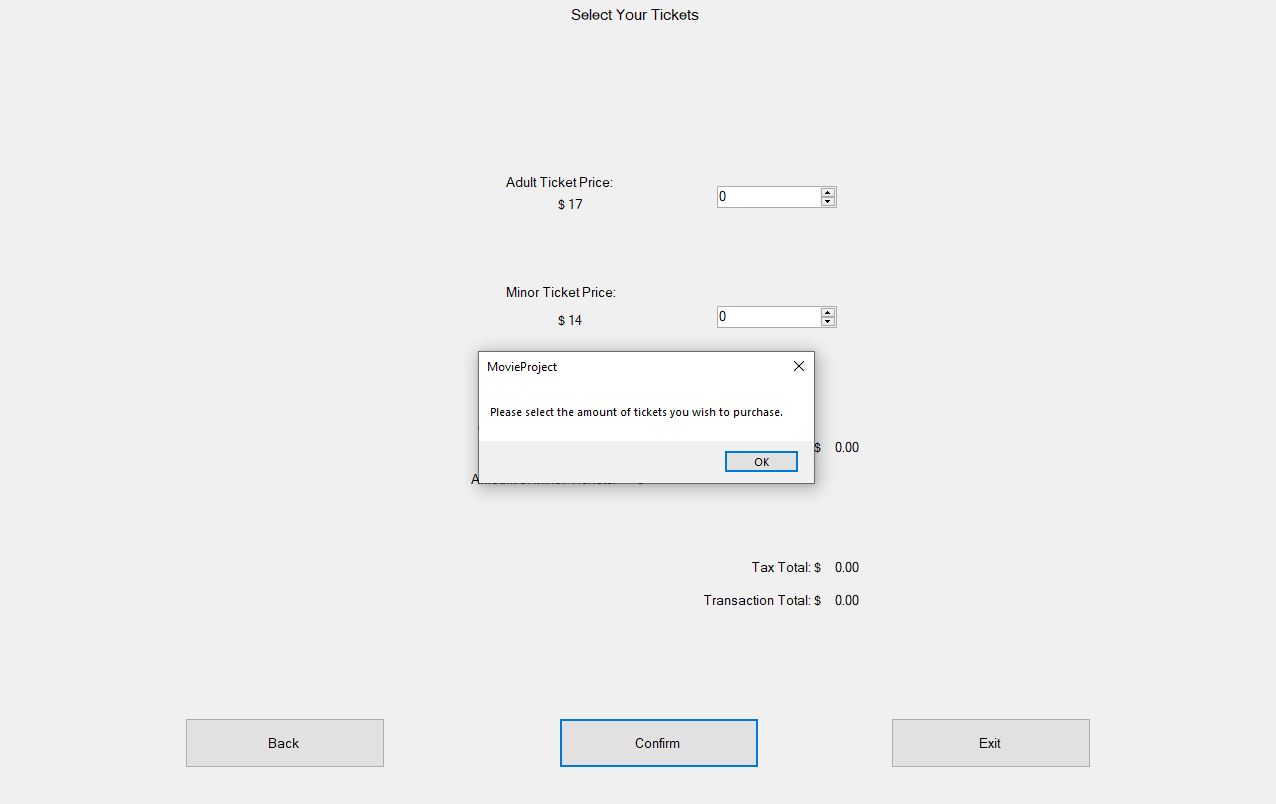 Select Your Tickets
Adult Ticket Price:
$ 17
0
Minor Ticket Price:
$ 14
0
MovieProject
Please select the amount of tickets you wish to purchase.
OK
$ 0.00
Tax Total: $ 0.00
Transaction Total: $ 0.00
Back
Confirm
Exit